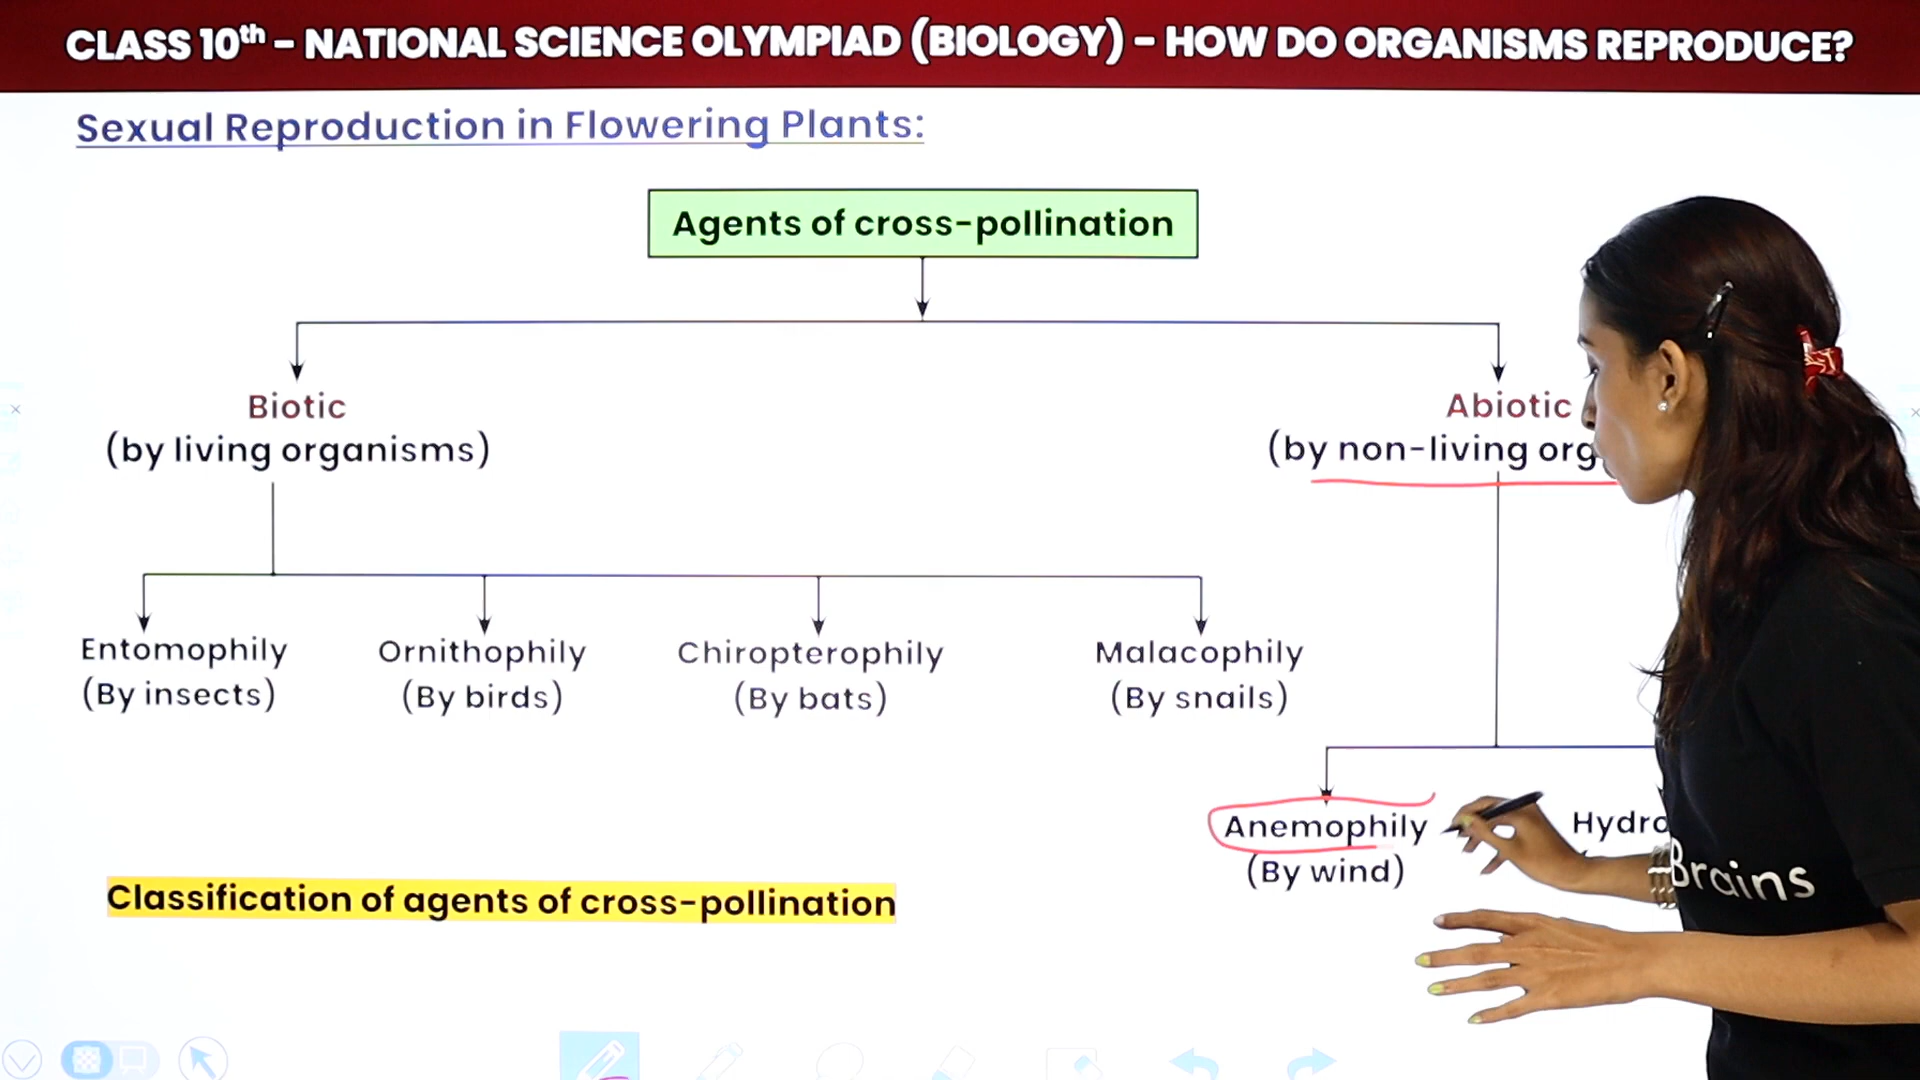 CLASS 10th - NATIONAL SCIENCE OLYMPIAD (BIOLOGY) - HOW DO ORGANISMS REPRODUCE?
Sexual Reproduction in Flowering Plants:
Agents of cross-pollination
Biotic
(by living organisms)
Abiotic
(by non-living org
Entomophily
(By insects)
Ornithophily
(By birds)
Chiropterophily
(By bats)
Malacophily
(By snails)
Anemophily
(By wind)
Hydro
Brains
Classification of agents of cross-pollination